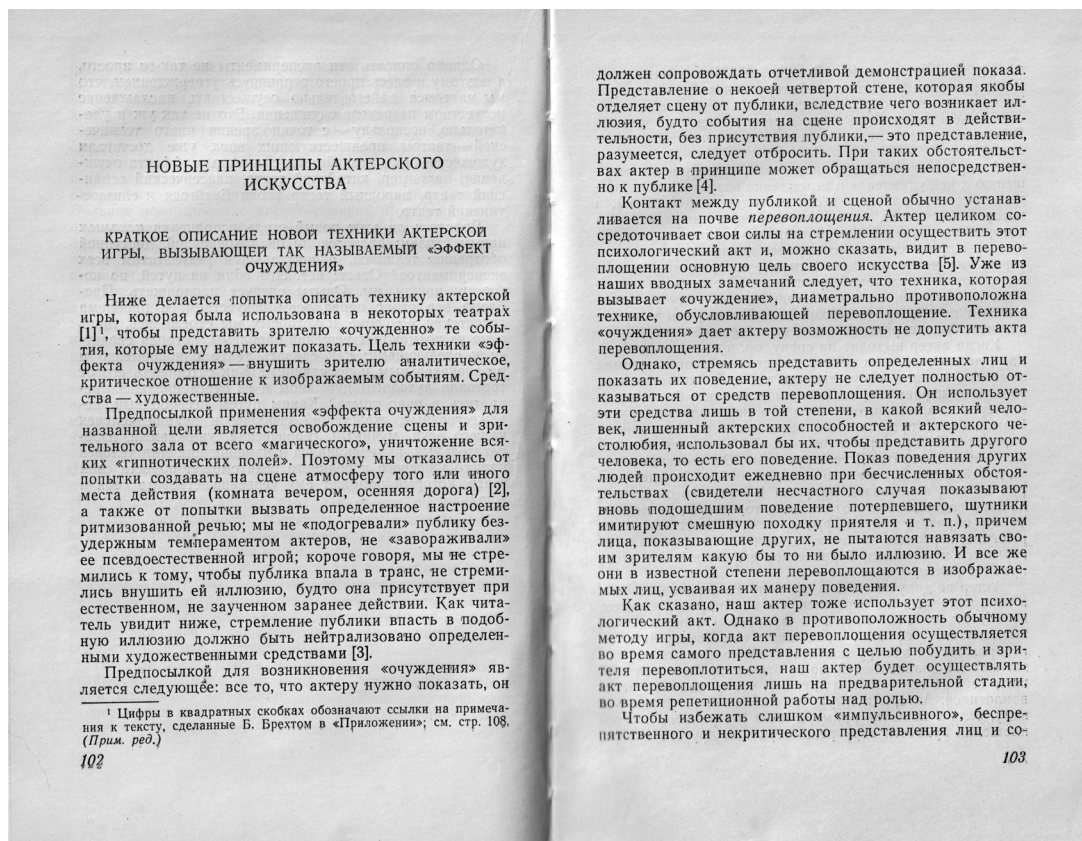 НОВЫЕ ПРИНЦИПЫ АКТЕРСКОГО
ИСКУССТВА
КРАТКОЕ ОПИСАНИЕ НОВОЙ ТЕХНИКИ АКТЕРСКОЙ
ИГРЫ, ВЫЗЫВАЮЩЕЙ ТАК НАЗЫВАЕМЫЙ «ЭФФЕКТ
ОЧУЖДЕНИЯ»
Ниже делается попытка описать технику актерской
игры, которая была использована в некоторых театрах
[1]¹, чтобы представить зрителю «очужденно» те собы-
тия, которые ему надлежит показать. Цель техники «эф-
фекта очуждения» — внушить зрителю аналитическое,
критическое отношение к изображаемым событиям. Сред-
ства — художественные.
Предпосылкой применения «эффекта очуждения» для
названной цели является освобождение сцены и зри-
тельного зала от всего «магического», уничтожение вся-
ких «гипнотических полей». Поэтому мы отказались от
попытки создавать на сцене атмосферу того или иного
места действия (комната вечером, осенняя дорога) [2],
а также от попытки вызвать определенное настроение
ритмизованной речью; мы не «подогревали» публику без-
удержным темпераментом актеров, не «завораживали»
ее псевдоестественной игрой; короче говоря, мы не стре-
мились к тому, чтобы публика впала в транс, не стреми-
лись внушить ей иллюзию, будто она присутствует при
естественном, не заученном заранее действии. Как чита-
тель увидит ниже, стремление публики впасть в подоб-
ную иллюзию должно быть нейтрализовано определен-
ными художественными средствами [3].
Предпосылкой для возникновения «очуждения» яв-
ляется следующее: все то, что актеру нужно показать, он
¹ Цифры в квадратных скобках обозначают ссылки на примеча-
ния к тексту, сделанные Б. Брехтом в «Приложении»; см. стр. 108.
(Прим. ред.)
102
должен сопровождать отчетливой демонстрацией показа.
Представление о некоей четвертой стене, которая якобы
отделяет сцену от публики, вследствие чего возникает ил-
люзия, будто события на сцене происходят в действи-
тельности, без присутствия публики,— это представление,
разумеется, следует отбросить. При таких обстоятельст-
вах актер в принципе может обращаться непосредствен-
но к публике [4].
Контакт между публикой и сценой обычно устанав-
ливается на почве перевоплощения. Актер целиком со-
средоточивает свои силы на стремлении осуществить этот
психологический акт и, можно сказать, видит в перево-
площении основную цель своего искусства [5]. Уже из
наших вводных замечаний следует, что техника, которая
вызывает «очуждение», диаметрально противоположна
технике, обусловливающей перевоплощение. Техника
«очуждения» дает актеру возможность не допустить акта
перевоплощения.
Однако, стремясь представить определенных лиц и
показать их поведение, актеру не следует полностью от-
казываться от средств перевоплощения. Он использует
эти средства лишь в той степени, в какой всякий чело-
век, лишенный актерских способностей и актерского че-
столюбия, использовал бы их, чтобы представить другого
человека, то есть его поведение. Показ поведения других
людей происходит ежедневно при бесчисленных обстоя-
тельствах (свидетели несчастного случая показывают
вновь подошедшим поведение потерпевшего, шутники
имитируют смешную походку приятеля и т. п.), причем
лица, показывающие других, не пытаются навязать сво-
им зрителям какую бы то ни было иллюзию. И все же
они в известной степени перевоплощаются в изображае-
мых лиц, усваивая их манеру поведения.
Как сказано, наш актер тоже использует этот психо-
логический акт. Однако в противоположность обычному
методу игры, когда акт перевоплощения осуществляется
во время самого представления с целью побудить и зри-
теля перевоплотиться, наш актер будет осуществлять
акт перевоплощения лишь на предварительной стадии,
во время репетиционной работы над ролью.
Чтобы избежать слишком «импульсивного», беспре-
пятственного и некритического представления лиц и со-
103